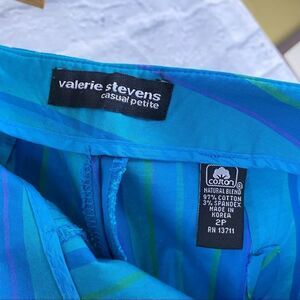 valerie stevens
casual petite
cotton
NATURAL BLEND
97% COTTON
3% SPANDEX
MADE IN
KOREA
2P
RN 13711